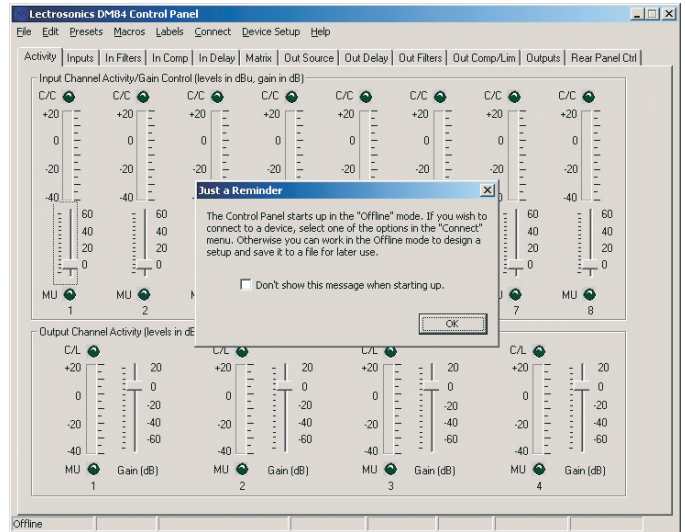 Lectrosonics DM84 Control Panel
File Edit Presets Macros Labels Connect Device Setup Help
Activity Inputs In Filters In Comp In Delay Matrix Out Source Out Delay Out Filters Out Comp/Lim Outputs Rear Panel Ctrl
Input Channel Activity/Gain Control (levels in dBu, gain in dB)
C/C C/C C/C C/C C/C C/C C/C C/C
+20 +20 +20 +20 +20 +20 +20 +20
0 0 0 0 0 0 0 0
-20 -20 -20 -20 -20 -20 -20 -20
-40 -40
Just a Reminder
The Control Panel starts up in the "Offline" mode. If you wish to
connect to a device, select one of the options in the "Connect"
menu. Otherwise you can work in the Offline mode to design a
setup and save it to a file for later use.
Don't show this message when starting up.
OK
60 60 60 60
40 40 40 40
20 20 20 20
0 0 0 0
MU MU MU
1 2 7 8
Output Channel Activity (levels in
C/L C/L C/L C/L
+20 20 +20 20 +20 20 +20 20
0 0 0 0 0 0 0 0
-20 -20 -20 -20 -20 -20 -20 -20
-40 -40 -40 -40
-60 -60 -60 -60
-40 -40 -40 -40
MU Gain (dB) MU Gain (dB) MU Gain (dB) MU Gain (dB)
1 2 3 4
Offline